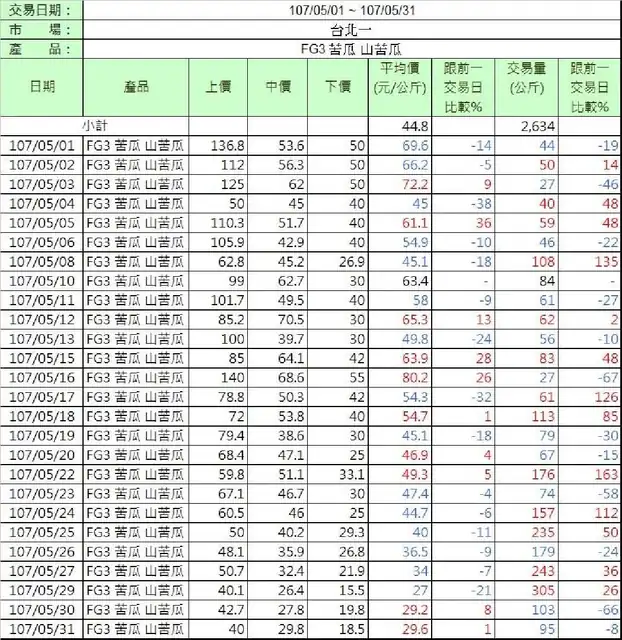 交易日期： 107/05/01 ~ 107/05/31
市 場： 台北一
產 品： FG3 苦瓜 山苦瓜
日期 產品 上價 中價 下價 平均價(元/公斤) 跟前一交易日比較% 交易量(公斤) 跟前一交易日比較%
小計 44.8 2,634
107/05/01 FG3 苦瓜 山苦瓜 136.8 53.6 50 69.6 -14 44 -19
107/05/02 FG3 苦瓜 山苦瓜 112 56.3 50 66.2 -5 50 14
107/05/03 FG3 苦瓜 山苦瓜 125 62 50 72.2 9 27 -46
107/05/04 FG3 苦瓜 山苦瓜 50 45 40 45 -38 40 48
107/05/05 FG3 苦瓜 山苦瓜 110.3 51.7 40 61.1 36 59 48
107/05/06 FG3 苦瓜 山苦瓜 105.9 42.9 40 54.9 -10 46 -22
107/05/08 FG3 苦瓜 山苦瓜 62.8 45.2 26.9 45.1 -18 108 135
107/05/10 FG3 苦瓜 山苦瓜 99 62.7 30 63.4 - 84 -
107/05/11 FG3 苦瓜 山苦瓜 101.7 49.5 40 58 -9 61 -27
107/05/12 FG3 苦瓜 山苦瓜 85.2 70.5 30 65.3 13 62 2
107/05/13 FG3 苦瓜 山苦瓜 100 39.7 30 49.8 -24 56 -10
107/05/15 FG3 苦瓜 山苦瓜 85 64.1 42 63.9 28 83 48
107/05/16 FG3 苦瓜 山苦瓜 140 68.6 55 80.2 26 27 -67
107/05/17 FG3 苦瓜 山苦瓜 78.8 50.3 42 54.3 -32 61 126
107/05/18 FG3 苦瓜 山苦瓜 72 53.8 40 54.7 1 113 85
107/05/19 FG3 苦瓜 山苦瓜 79.4 38.6 30 45.1 -18 79 -30
107/05/20 FG3 苦瓜 山苦瓜 68.4 47.1 25 46.9 4 67 -15
107/05/22 FG3 苦瓜 山苦瓜 59.8 51.1 33.1 49.3 5 176 163
107/05/23 FG3 苦瓜 山苦瓜 67.1 46.7 30 47.4 -4 74 -58
107/05/24 FG3 苦瓜 山苦瓜 60.5 46 25 44.7 -6 157 112
107/05/25 FG3 苦瓜 山苦瓜 50 40.2 29.3 40 -11 235 50
107/05/26 FG3 苦瓜 山苦瓜 48.1 35.9 26.8 36.5 -9 179 -24
107/05/27 FG3 苦瓜 山苦瓜 50.7 32.4 21.9 34 -7 243 36
107/05/29 FG3 苦瓜 山苦瓜 40.1 26.4 15.5 27 -21 305 26
107/05/30 FG3 苦瓜 山苦瓜 42.7 27.8 19.8 29.2 8 103 -66
107/05/31 FG3 苦瓜 山苦瓜 40 29.8 18.5 29.6 1 95 -8